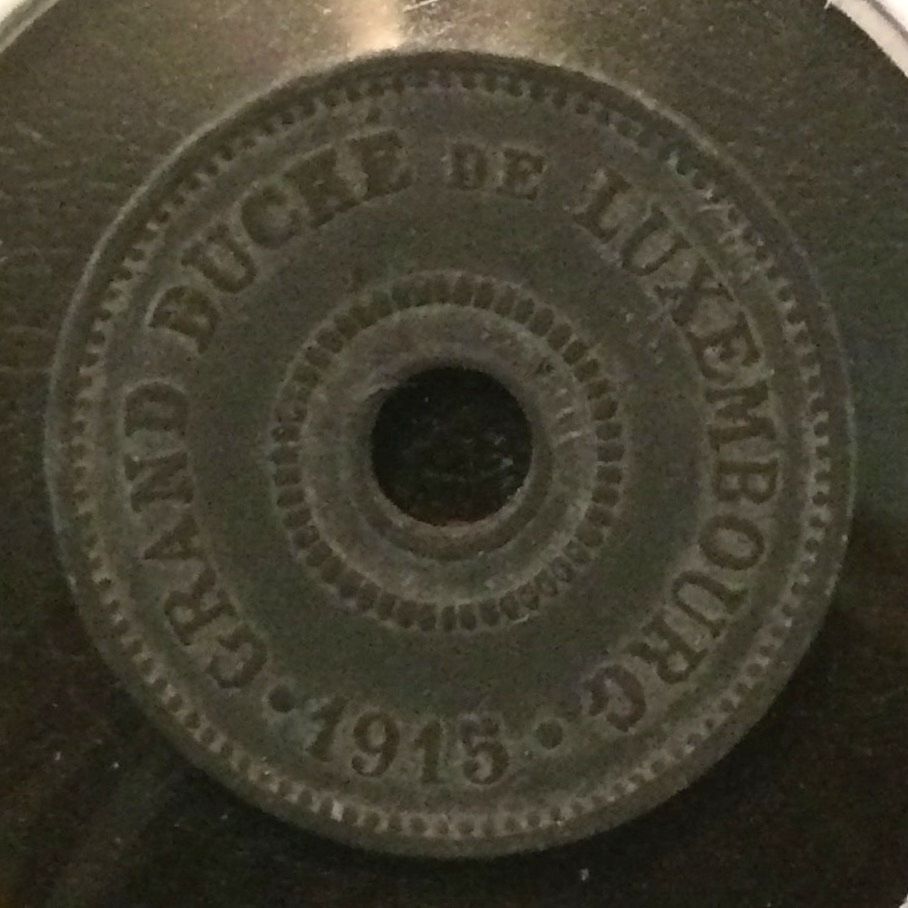 GRAND DUCHE DE LUXEMBOURG
· 1915 ·